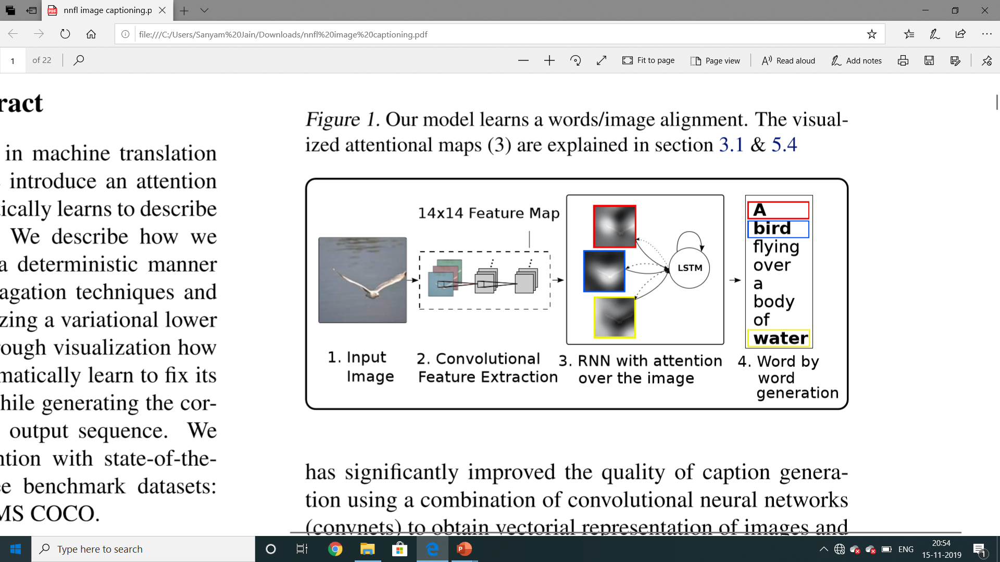 nnfl image captioning.p
file:///C:/Users/Sanyam%20Jain/Downloads/nnfl%20image%20captioning.pdf
1 of 22
Fit to page
Page view
Read aloud
Add notes
ract
in machine translation
introduce an attention
ically learns to describe
We describe how we
a deterministic manner
agation techniques and
zing a variational lower
rough visualization how
matically learn to fix its
hile generating the cor-
output sequence. We
ntion with state-of-the-
ee benchmark datasets:
MS COCO.
Figure 1. Our model learns a words/image alignment. The visual-
ized attentional maps (3) are explained in section 3.1 & 5.4
14x14 Feature Map
LSTM
A
bird
flying
over
a
body
of
water
1. Input
Image
2. Convolutional
Feature Extraction
3. RNN with attention
over the image
4. Word by
word
generation
has significantly improved the quality of caption genera-
tion using a combination of convolutional neural networks
(convnets) to obtain vectorial representation of images and
Type here to search
ENG
20:54
15-11-2019
1